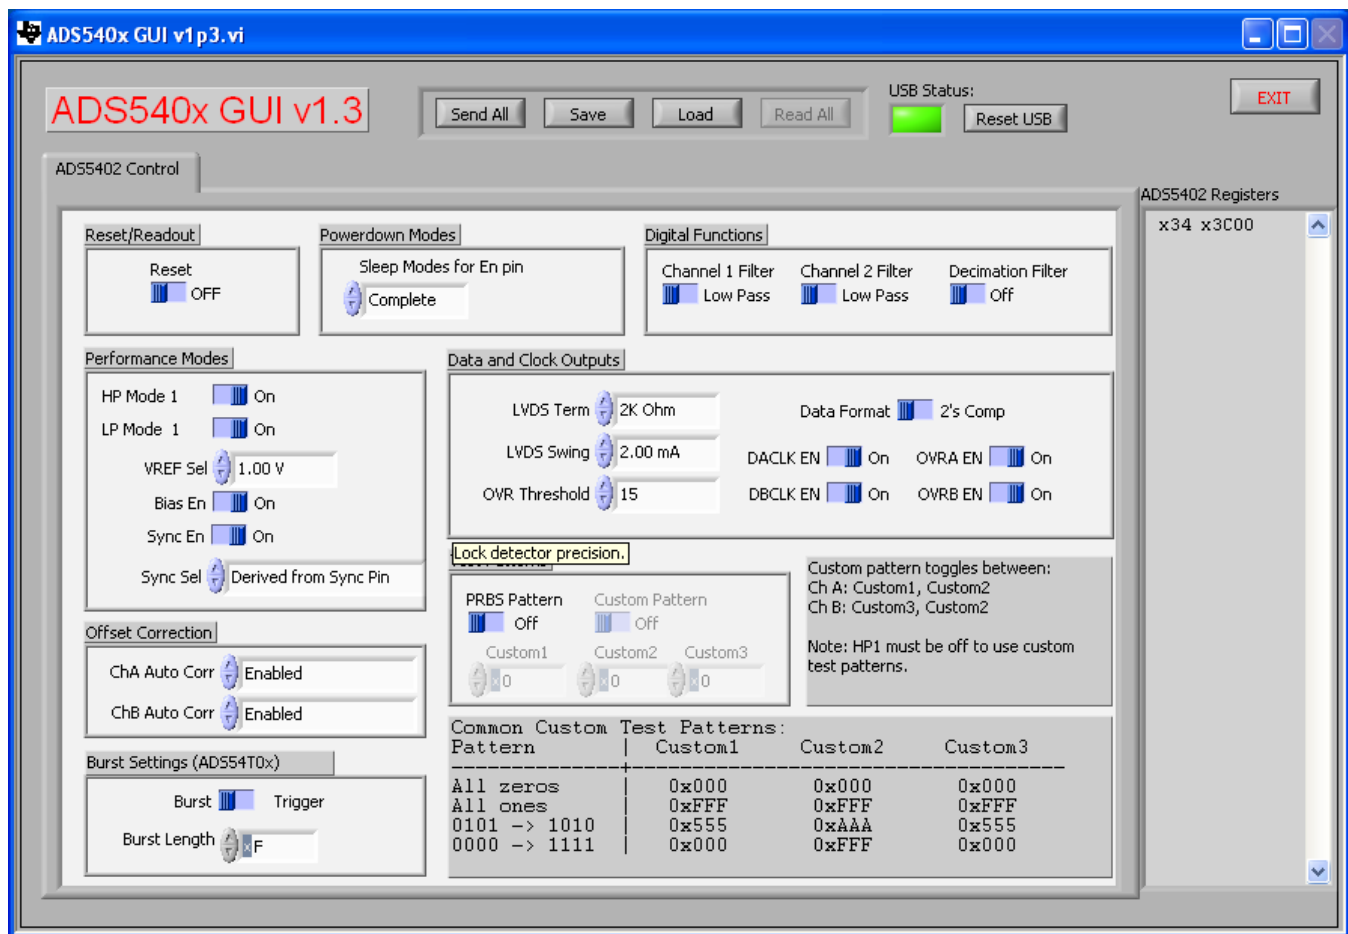 ADS540x GUI v1p3.vi
ADS540x GUI v1.3
Send All Save Load Read All
USB Status:
Reset USB
EXIT
ADS5402 Control
ADS5402 Registers
x34 x3C00
Reset/Readout
Reset
OFF
Powerdown Modes
Sleep Modes for En pin
Complete
Digital Functions
Channel 1 Filter Channel 2 Filter Decimation Filter
Low Pass Low Pass Off
Performance Modes
HP Mode 1 On
LP Mode 1 On
VREF Sel 1.00 V
Bias En On
Sync En On
Sync Sel Derived from Sync Pin
Data and Clock Outputs
LVDS Term 2K Ohm Data Format 2's Comp
LVDS Swing 2.00 mA DACLK EN On OVRA EN On
OVR Threshold 15 DBCLK EN On OVRB EN On
Lock detector precision.
PRBS Pattern Custom Pattern
Off Off
Custom1 Custom2 Custom3
x0 x0 x0
Custom pattern toggles between:
Ch A: Custom1, Custom2
Ch B: Custom3, Custom2
Note: HP1 must be off to use custom
test patterns.
Offset Correction
ChA Auto Corr Enabled
ChB Auto Corr Enabled
Burst Settings (ADS54T0x)
Burst Trigger
Burst Length xF
Common Custom Test Patterns:
Pattern | Custom1 Custom2 Custom3
---------------+---------------------------------------
All zeros | 0x000 0x000 0x000
All ones | 0xFFF 0xFFF 0xFFF
0101 -> 1010 | 0x555 0xAAA 0x555
0000 -> 1111 | 0x000 0xFFF 0x000